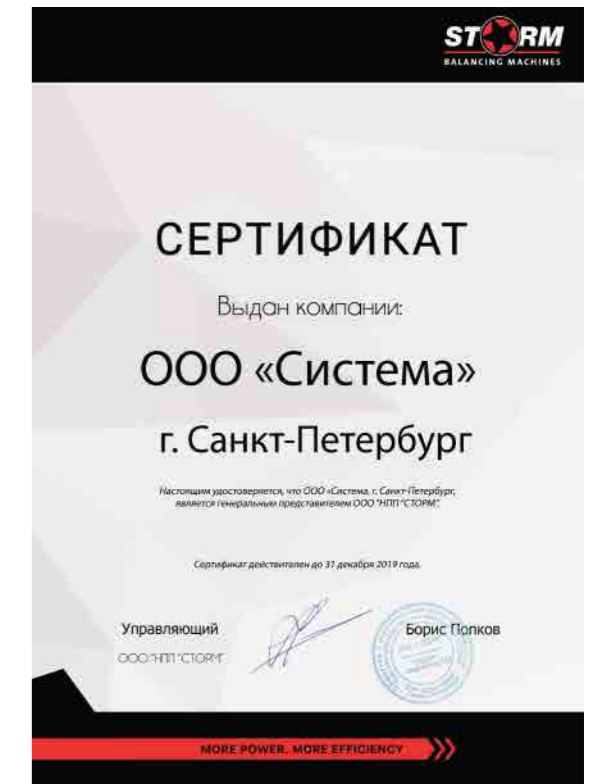 STORM
BALANCING MACHINES
СЕРТИФИКАТ
Выдан компании:
ООО «Система»
г. Санкт-Петербург
Настоящим удостоверяется, что ООО «Система, г. Санкт-Петербург,
является генеральным представителем ООО "НПП "СТОРМ".
Сертификат действителен до 31 декабря 2019 года.
Управляющий
Борис Попков
ООО "НПП "СТОРМ"
MORE POWER. MORE EFFICIENCY